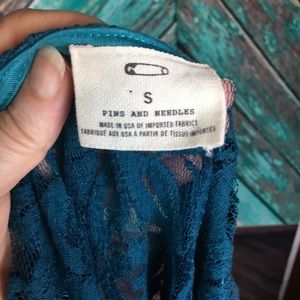 S
PINS AND NEEDLES
MADE IN USA OF IMPORTED FABRICS
FABRIQUÉ AUX USA A PARTIR DE TISSUS IMPORTÉS